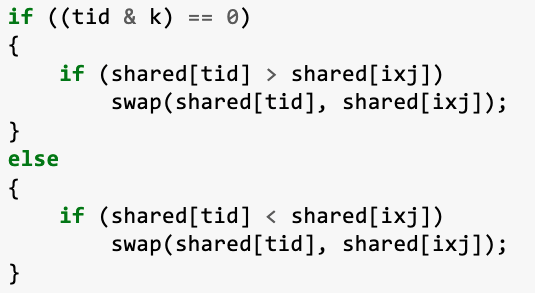 if ((tid & k) == 0)
{
    if (shared[tid] > shared[ixj])
        swap(shared[tid], shared[ixj]);
}
else
{
    if (shared[tid] < shared[ixj])
        swap(shared[tid], shared[ixj]);
}